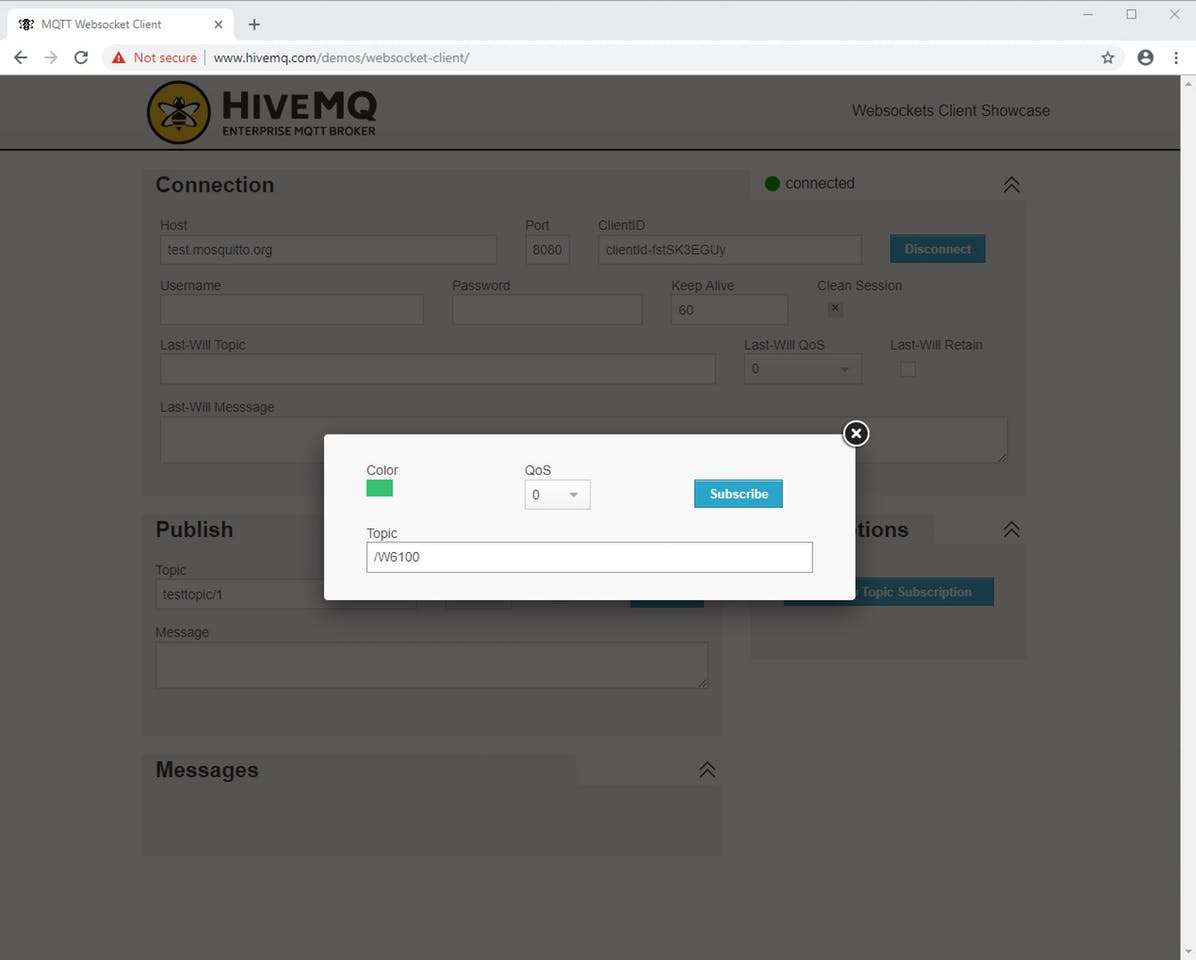 MQTT Websocket Client
Not secure
www.hivemq.com/demos/websocket-client/
HIVEMQ
ENTERPRISE MQTT BROKER
Websockets Client Showcase
Connection
connected
Host
Port
ClientID
test.mosquitto.org
8080
clientId-fstSK3EGUy
Disconnect
Username
Password
Keep Alive
Clean Session
60
Last-Will Topic
Last-Will QoS
Last-Will Retain
0
Last-Will Messsage
Color
QoS
0
Subscribe
Topic
/W6100
Publish
Topic
testtopic/1
Topic Subscription
Message
Messages